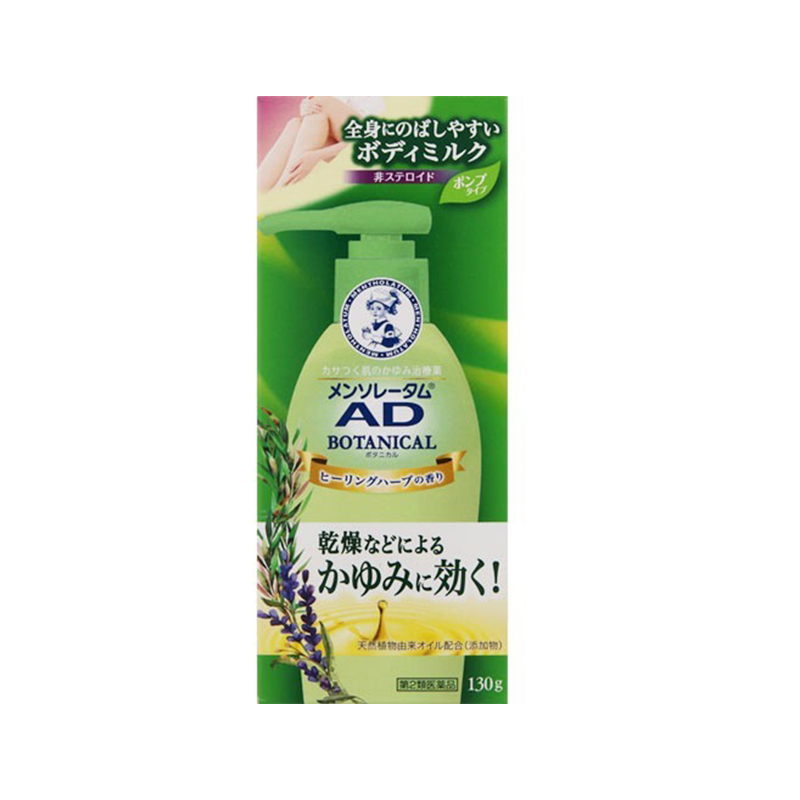 全身にのばしやすい
ボディミルク
非ステロイド
ポンプ
タイプ
MENTHOLATUM・MENTHOLATUM・MENTHOLATUM
カサつく肌のかゆみ治療薬
メンソレータム®
AD
BOTANICAL
ボタニカル
ヒーリングハーブの香り
乾燥などによる
かゆみに効く!
天然植物由来オイル配合(添加物)
第2類医薬品
130g